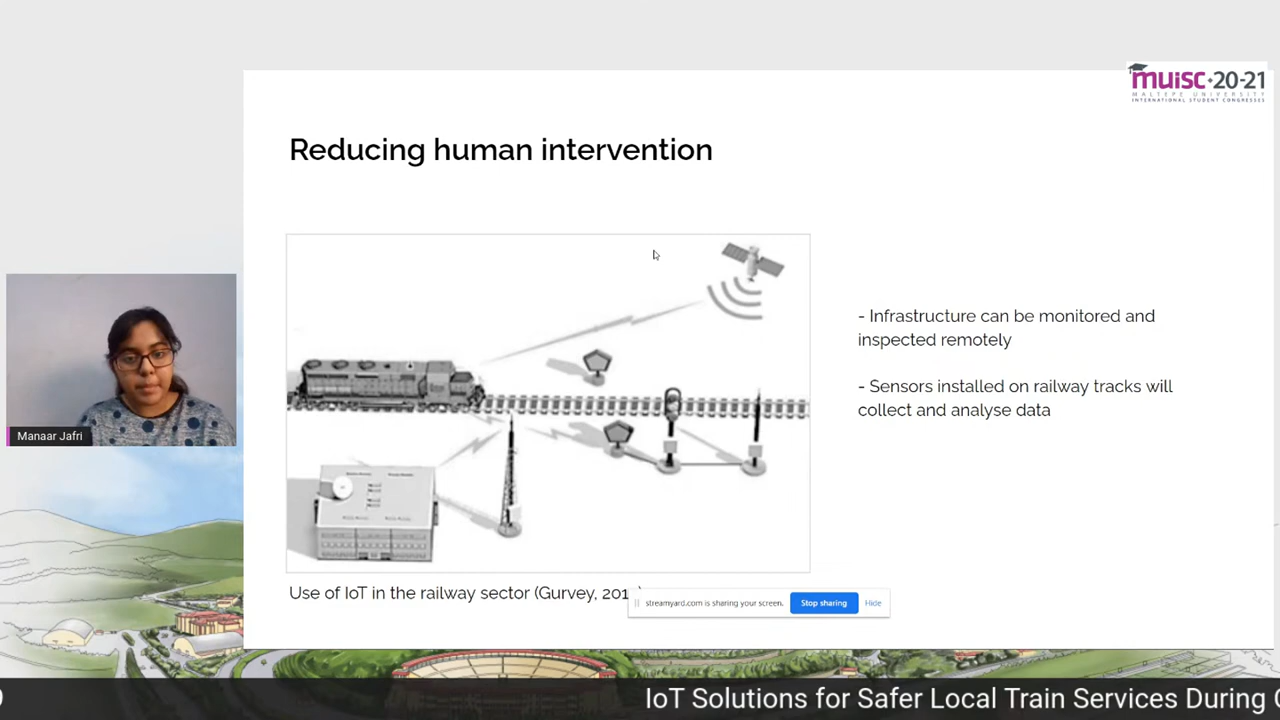 muisc 20-21
MALTEPE UNIVERSITY
INTERNATIONAL STUDENT CONGRESSES
Reducing human intervention
- Infrastructure can be monitored and
inspected remotely
- Sensors installed on railway tracks will
collect and analyse data
Manaar Jafri
Use of IoT in the railway sector (Gurvey, 201
streamyard.com is sharing your screen.
Stop sharing
Hide
IoT Solutions for Safer Local Train Services During